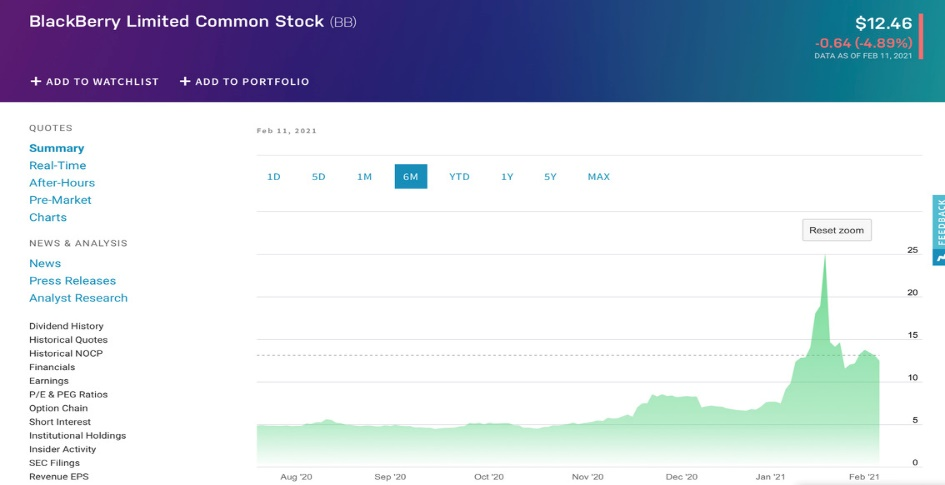 BlackBerry Limited Common Stock (BB)
$12.46
-0.64 (-4.89%)
DATA AS OF FEB 11, 2021
+ ADD TO WATCHLIST + ADD TO PORTFOLIO
QUOTES
Summary
Real-Time
After-Hours
Pre-Market
Charts
NEWS & ANALYSIS
News
Press Releases
Analyst Research
Dividend History
Historical Quotes
Historical NOCP
Financials
Earnings
P/E & PEG Ratios
Option Chain
Short Interest
Institutional Holdings
Insider Activity
SEC Filings
Revenue EPS
Feb 11, 2021
1D 5D 1M 6M YTD 1Y 5Y MAX
Reset zoom
25
20
15
10
5
0
Aug '20 Sep '20 Oct '20 Nov '20 Dec '20 Jan '21 Feb '21
FEEDBACK